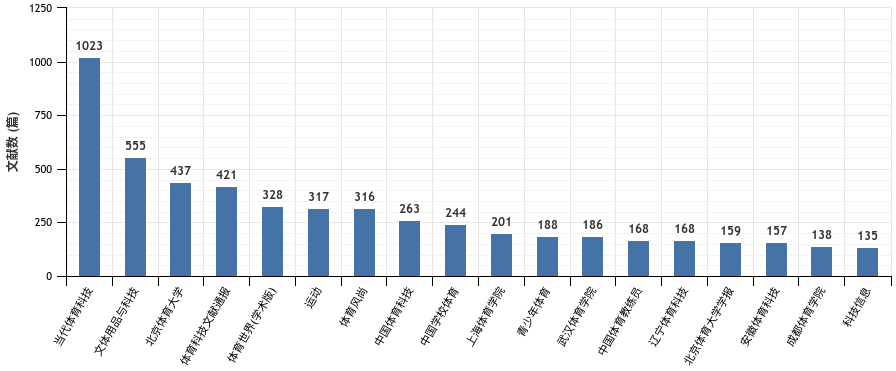 文献数 (篇)
1250
1000
750
500
250
0
1023
555
437
421
328
317
316
263
244
201
188
186
168
168
159
157
138
135
当代体育科技
文体用品与科技
北京体育大学
体育科技文献通报
体育世界(学术版)
运动
体育风尚
中国体育科技
中国学校体育
上海体育学院
青少年体育
武汉体育学院
中国体育教练员
辽宁体育科技
北京体育大学学报
安徽体育科技
成都体育学院
科技信息